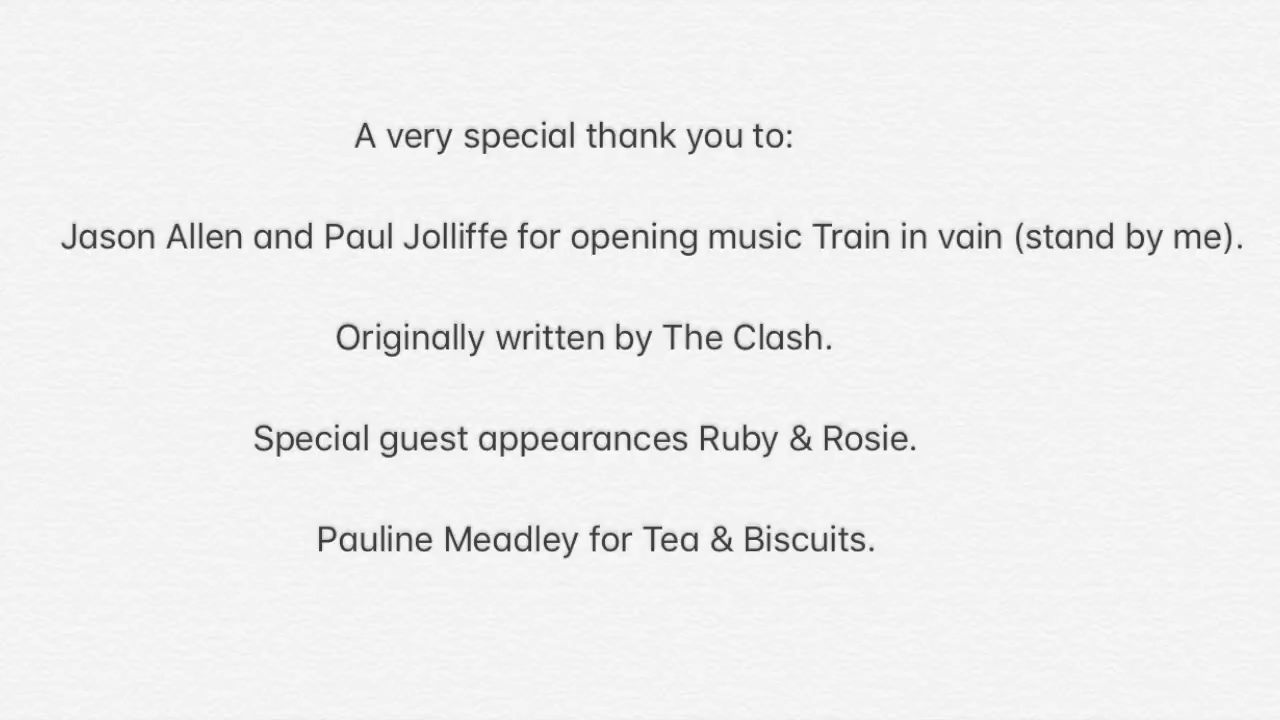 A very special thank you to:
Jason Allen and Paul Jolliffe for opening music Train in vain (stand by me).
Originally written by The Clash.
Special guest appearances Ruby & Rosie.
Pauline Meadley for Tea & Biscuits.